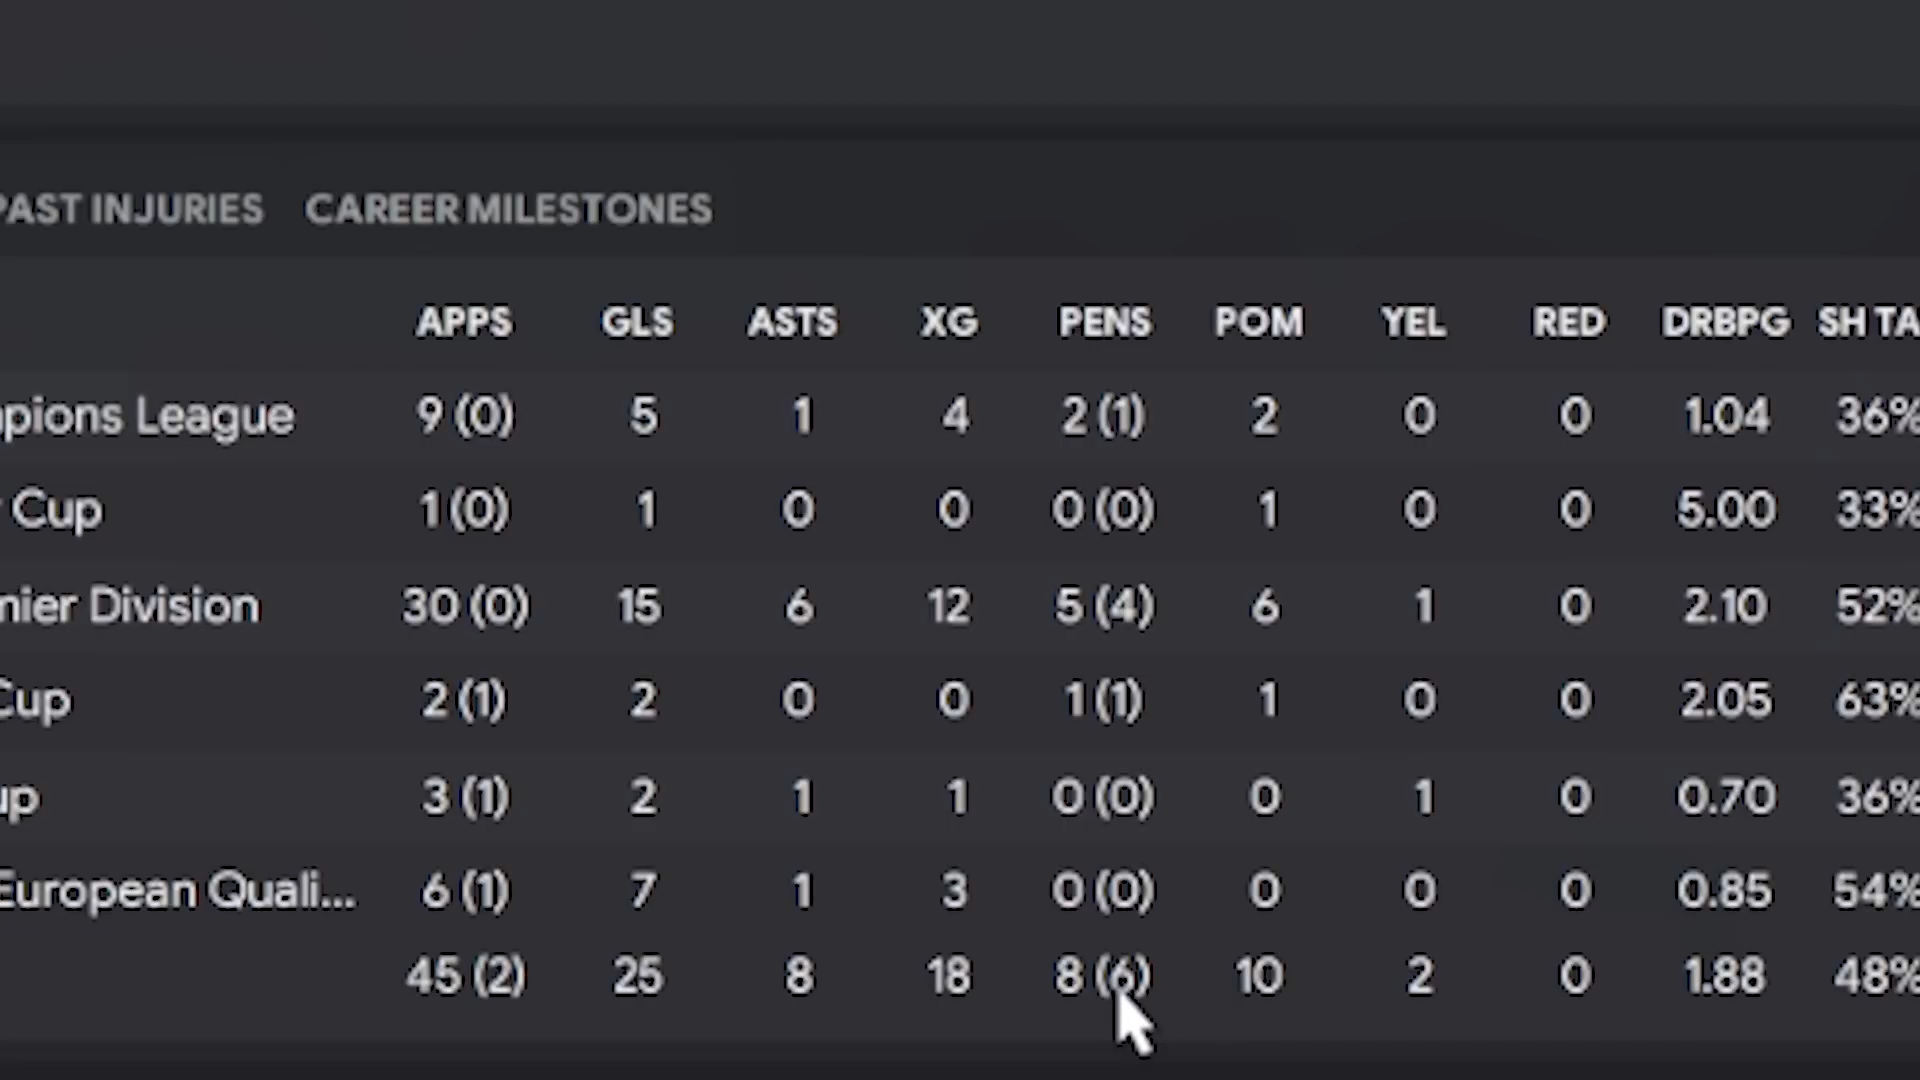 PAST INJURIES CAREER MILESTONES
APPS GLS ASTS XG PENS POM YEL RED DRBPG SH TA
pions League 9 (0) 5 1 4 2 (1) 2 0 0 1.04 36%
Cup 1 (0) 1 0 0 0 (0) 1 0 0 5.00 33%
nier Division 30 (0) 15 6 12 5 (4) 6 1 0 2.10 52%
Cup 2 (1) 2 0 0 1 (1) 1 0 0 2.05 63%
up 3 (1) 2 1 1 0 (0) 0 1 0 0.70 36%
European Quali... 6 (1) 7 1 3 0 (0) 0 0 0 0.85 54%
45 (2) 25 8 18 8 (6) 10 2 0 1.88 48%